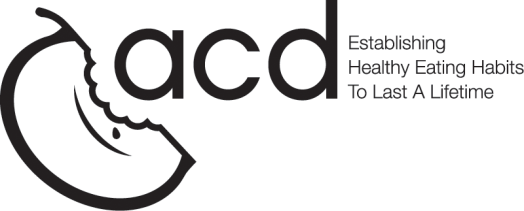 acd
Establishing
Healthy Eating Habits
To Last A Lifetime